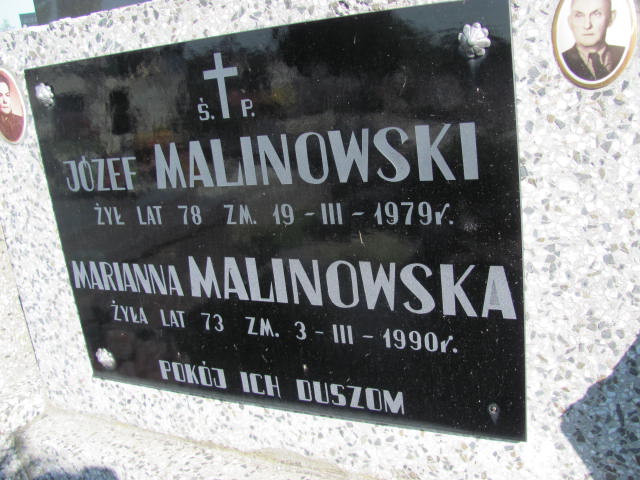 Ś. P.
JÓZEF MALINOWSKI
ŻYŁ LAT 78 ZM. 19-III-1979r.
MARIANNA MALINOWSKA
ŻYŁA LAT 73 ZM. 3-III-1990r.
POKÓJ ICH DUSZOM